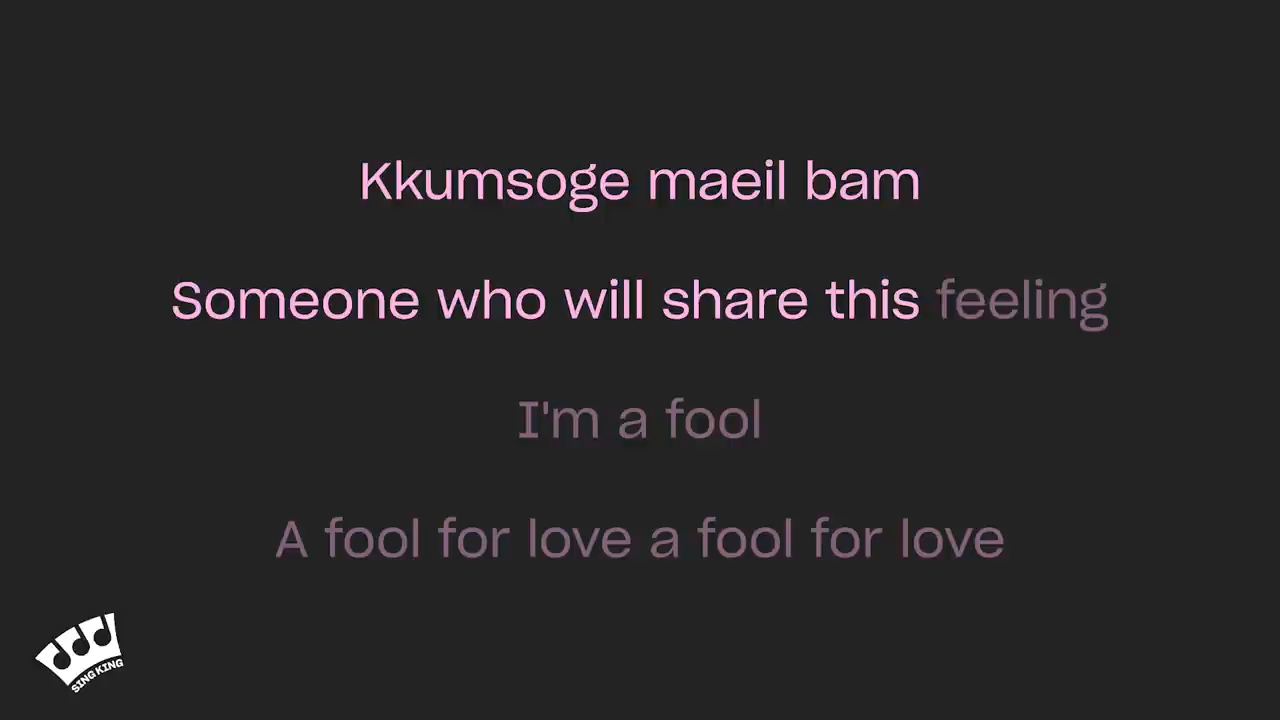 Kkumsoge maeil bam
Someone who will share this feeling
I'm a fool
A fool for love a fool for love
SING KING